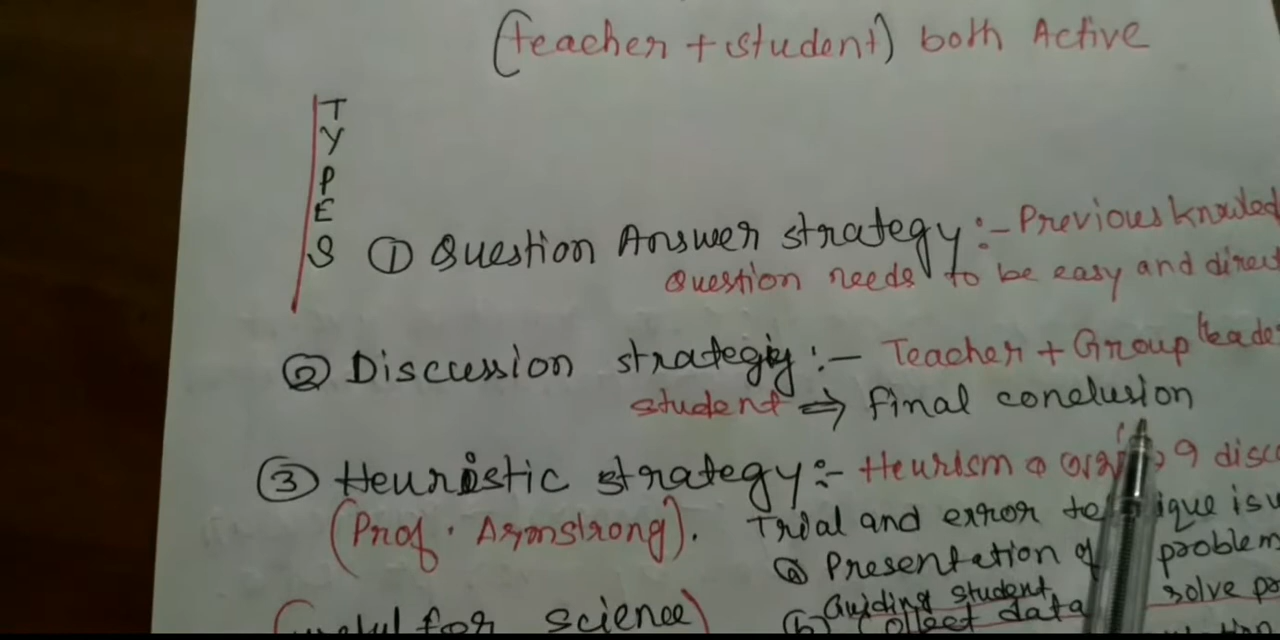 (Teacher + student) both Active
TYPES
① Question Answer strategy :- Previous knowled
Question needs to be easy and direct
② Discussion strategy :- Teacher + Group leade
student ⇒ final conclusion
③ Heuristic strategy :- Heurism
(Prof. Armstrong). Trial and error
ⓐ Presentation of problem
for science) (b) Guiding student solve
Collect data